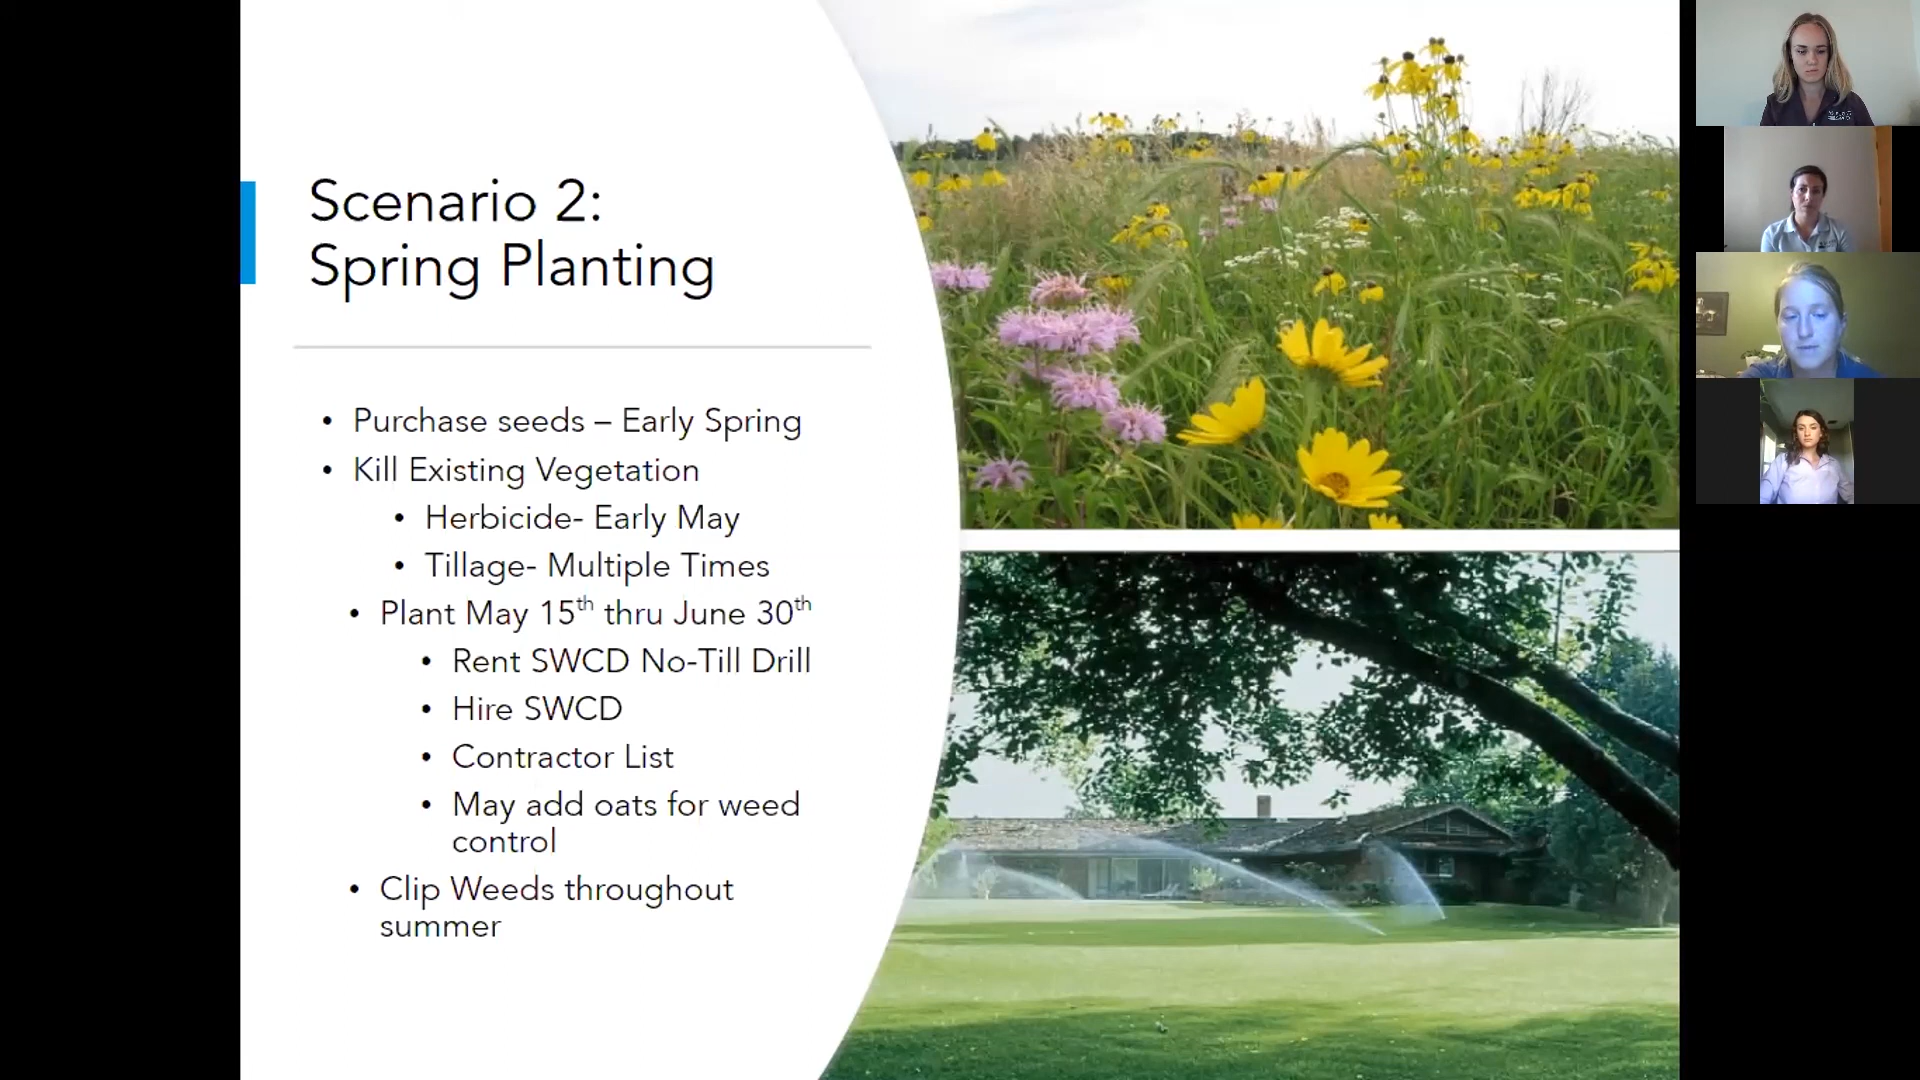 Scenario 2:
Spring Planting
• Purchase seeds – Early Spring
• Kill Existing Vegetation
• Herbicide- Early May
• Tillage- Multiple Times
• Plant May 15th thru June 30th
• Rent SWCD No-Till Drill
• Hire SWCD
• Contractor List
• May add oats for weed
control
• Clip Weeds throughout
summer